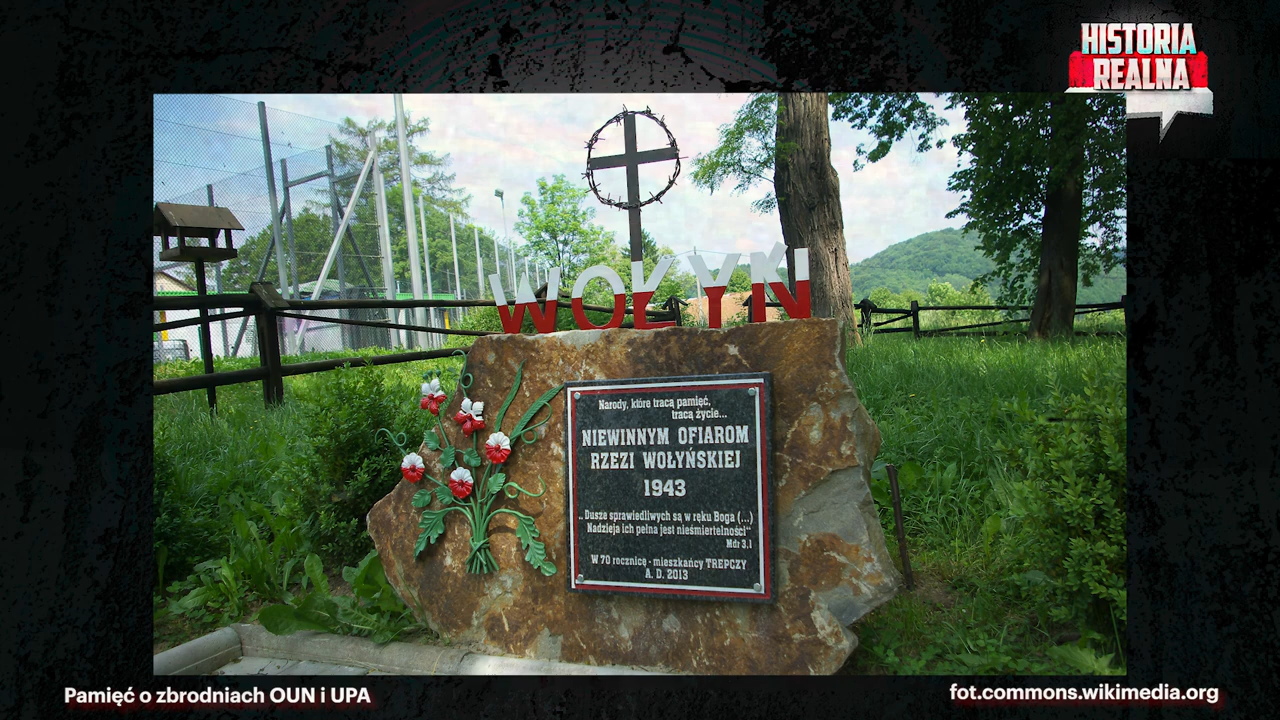 HISTORIA
REALNA
WOŁYŃ
Narody, które tracą pamięć,
tracą życie...
NIEWINNYM OFIAROM
RZEZI WOŁYŃSKIEJ
1943
„Dusze sprawiedliwych są w ręku Boga (...)
Nadzieja ich pełna jest nieśmiertelności"
Mdr 3.1
W 70 rocznicę - mieszkańcy TREPCZY
A. D. 2013
Pamięć o zbrodniach OUN i UPA
fot.commons.wikimedia.org